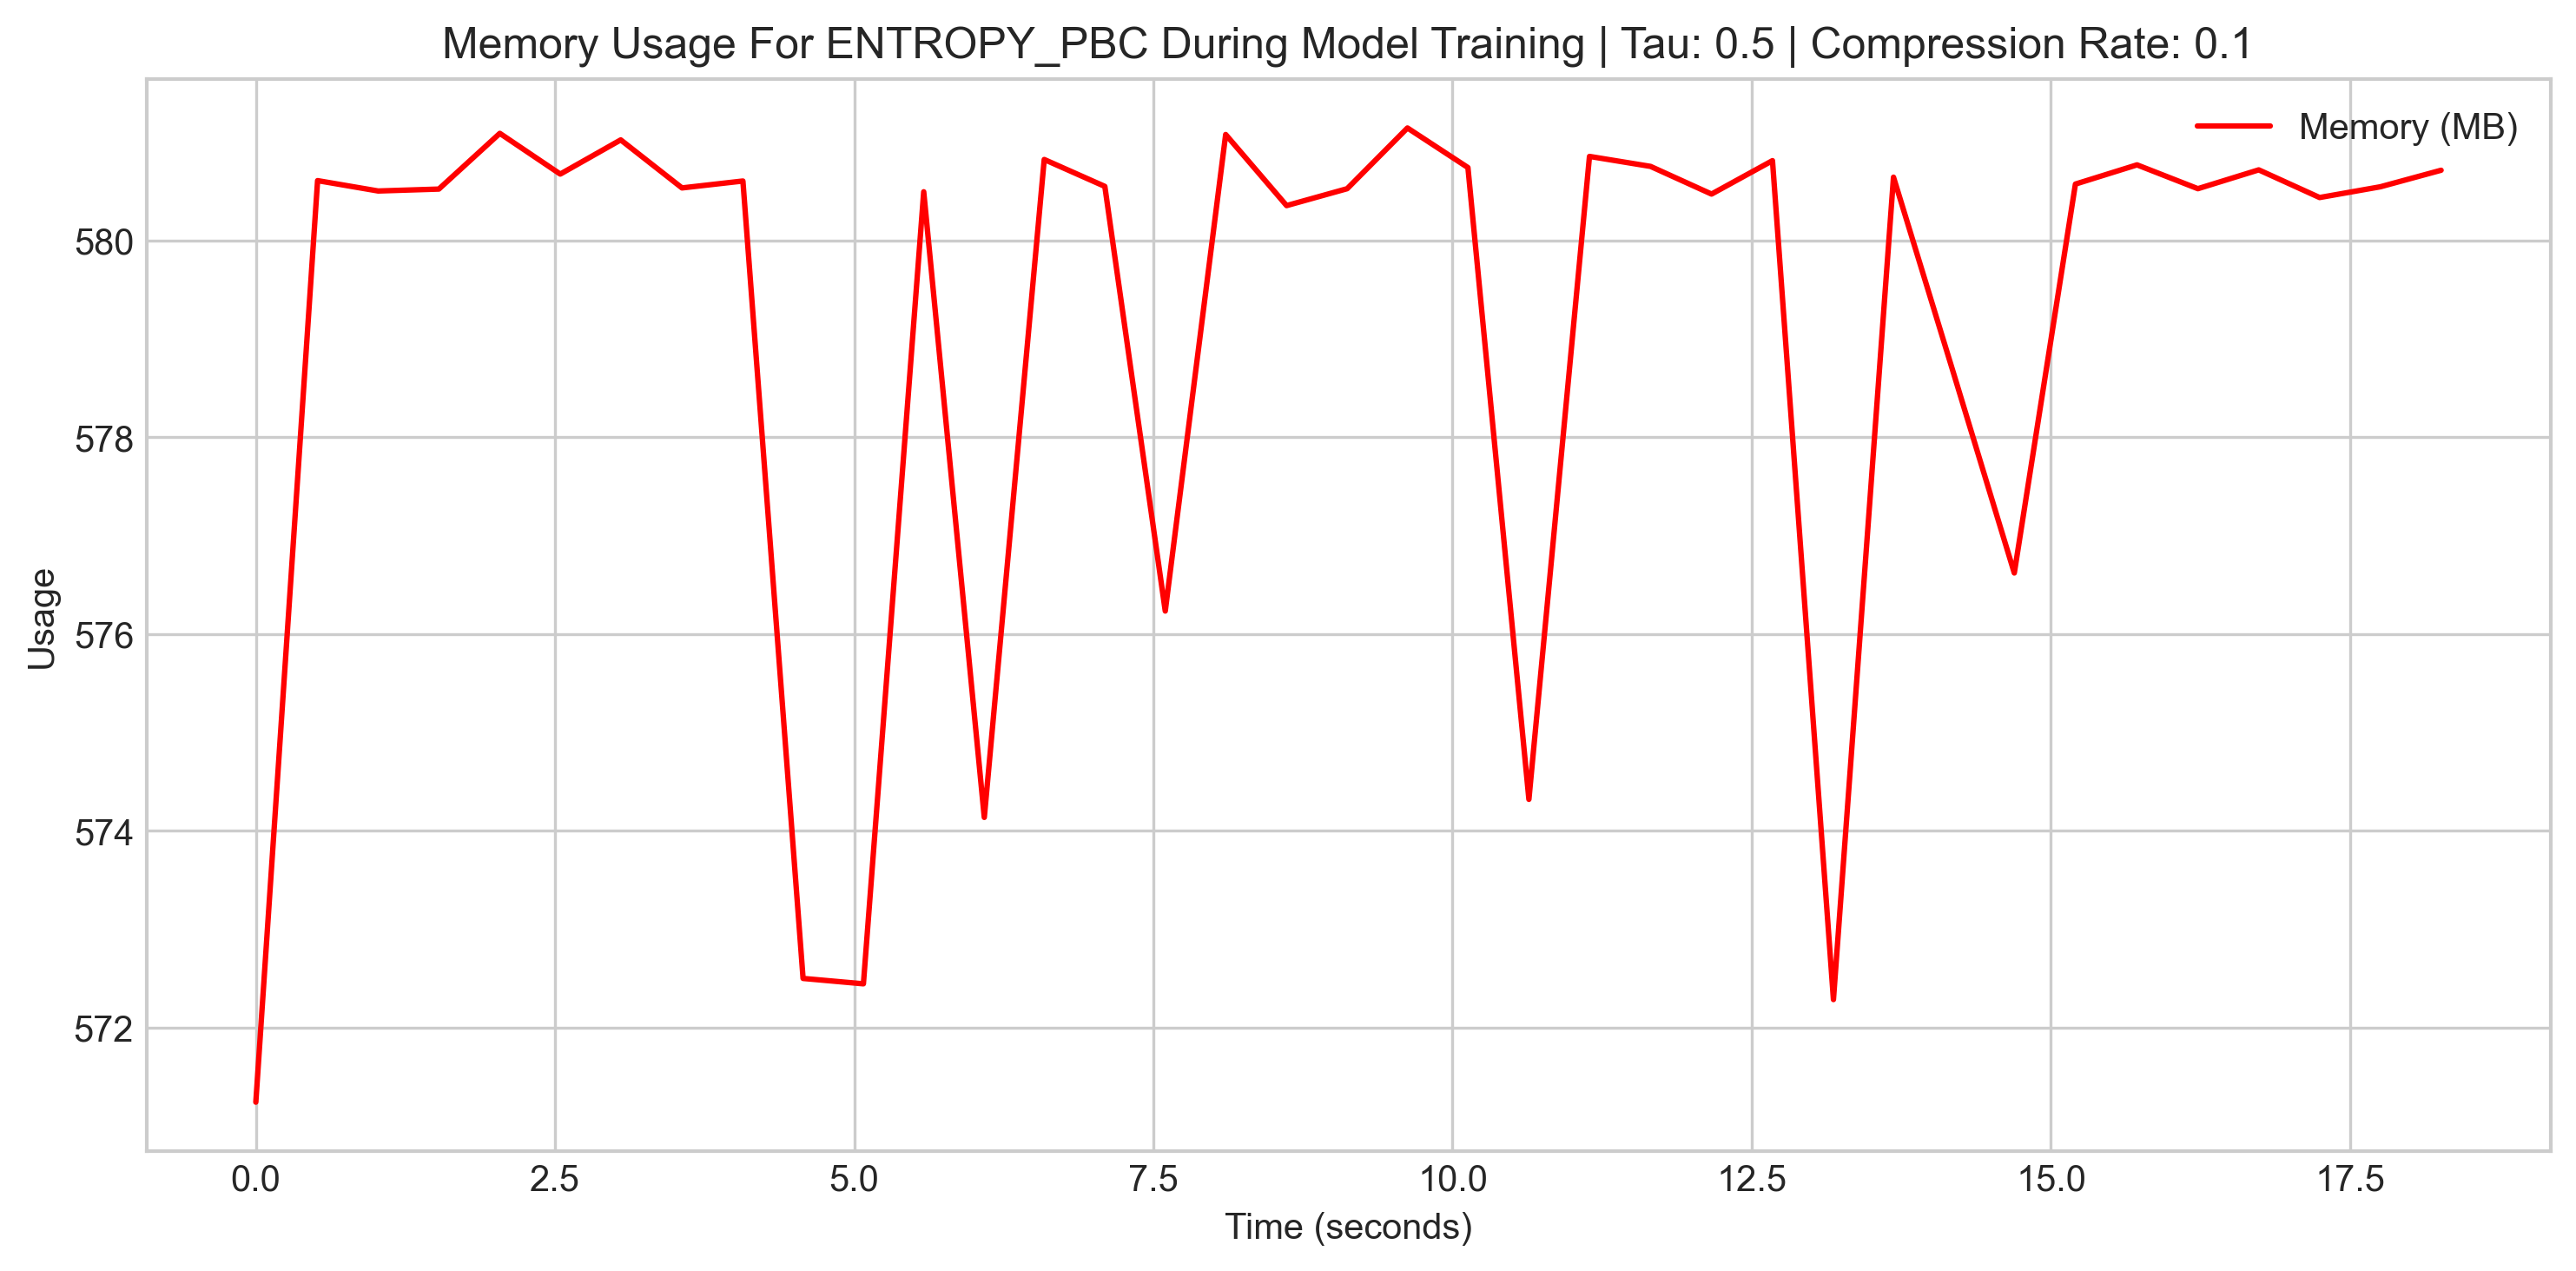 Memory Usage For ENTROPY_PBC During Model Training | Tau: 0.5 | Compression Rate: 0.1
Memory (MB)
Usage
580
578
576
574
572
0.0 2.5 5.0 7.5 10.0 12.5 15.0 17.5
Time (seconds)